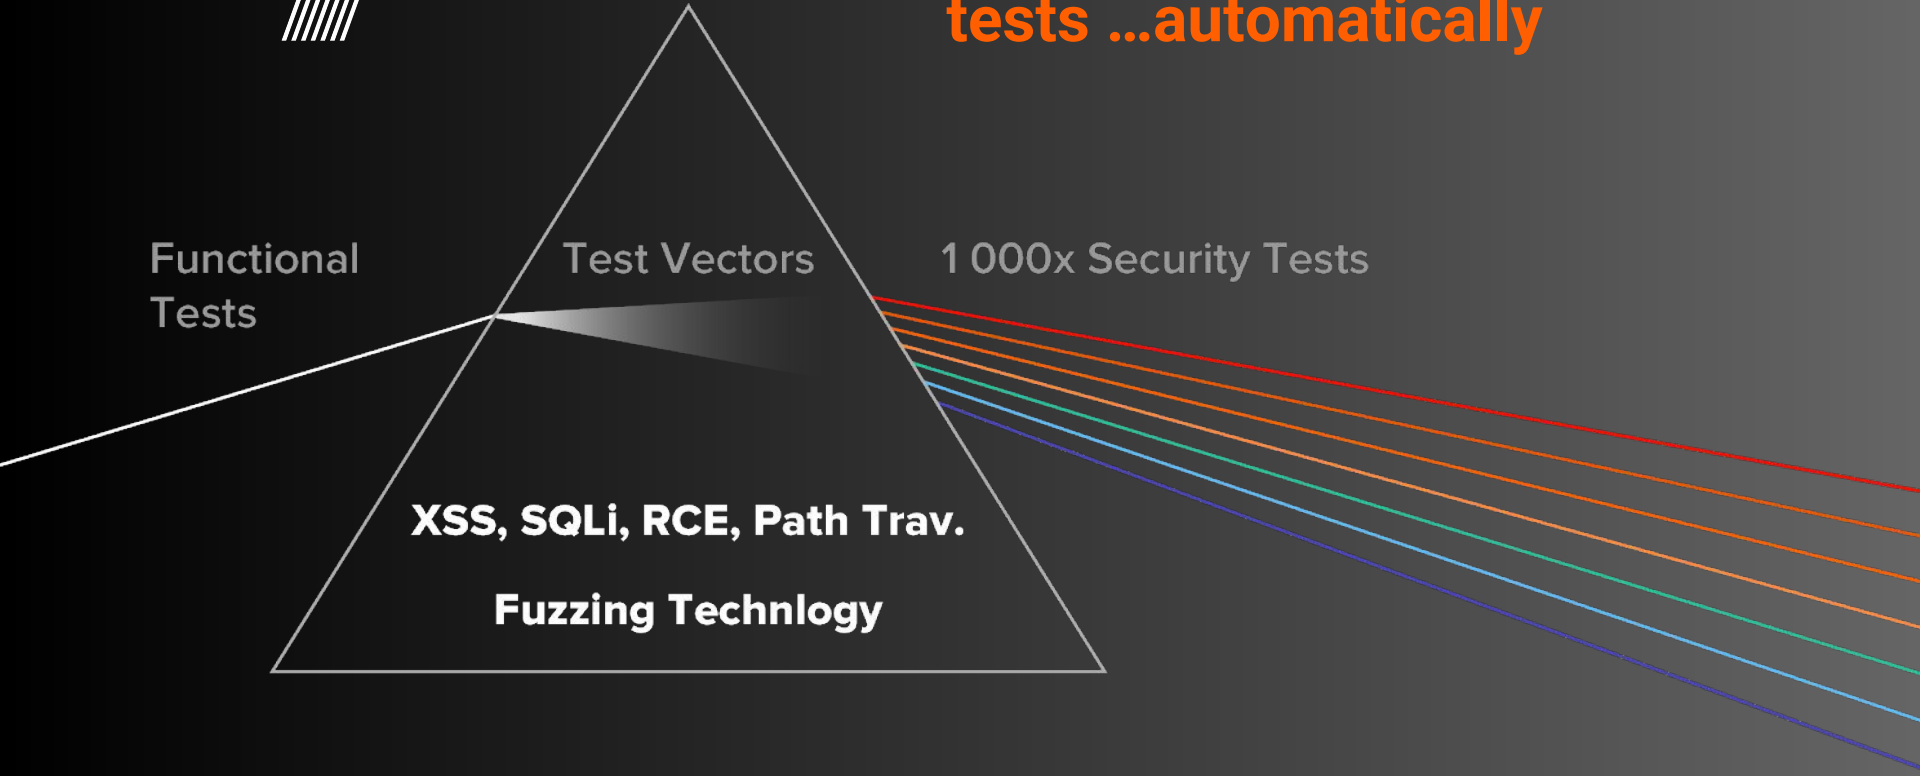 tests ...automatically
Functional
Tests
Test Vectors
1 000x Security Tests
XSS, SQLi, RCE, Path Trav.
Fuzzing Technlogy